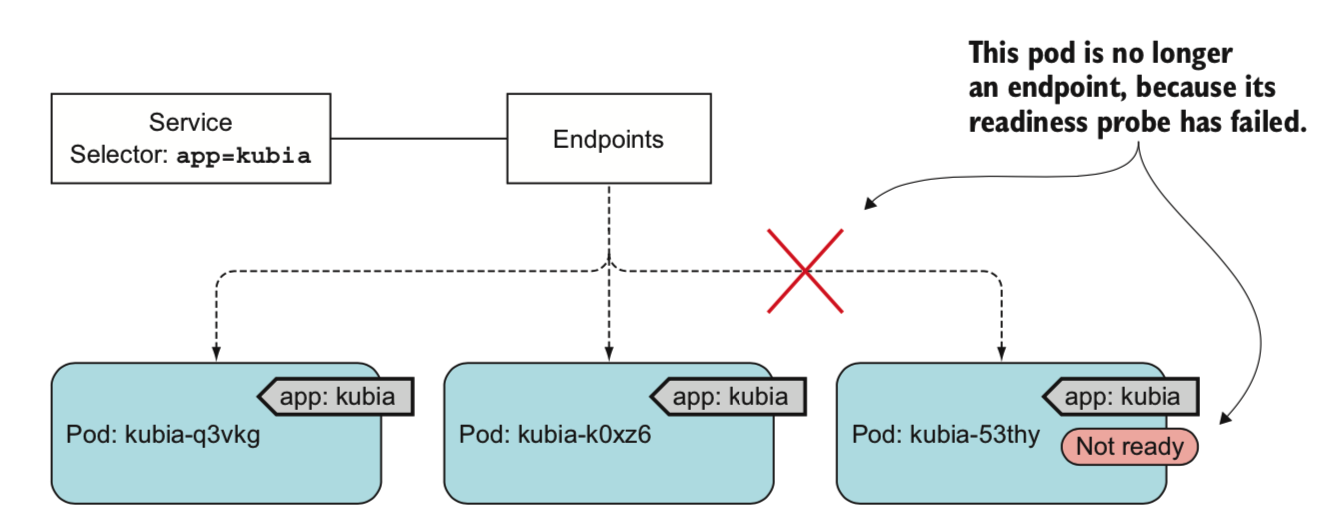 This pod is no longer
an endpoint, because its
readiness probe has failed.
Service
Selector: app=kubia
Endpoints
app: kubia
Pod: kubia-q3vkg
app: kubia
Pod: kubia-k0xz6
app: kubia
Pod: kubia-53thy
Not ready